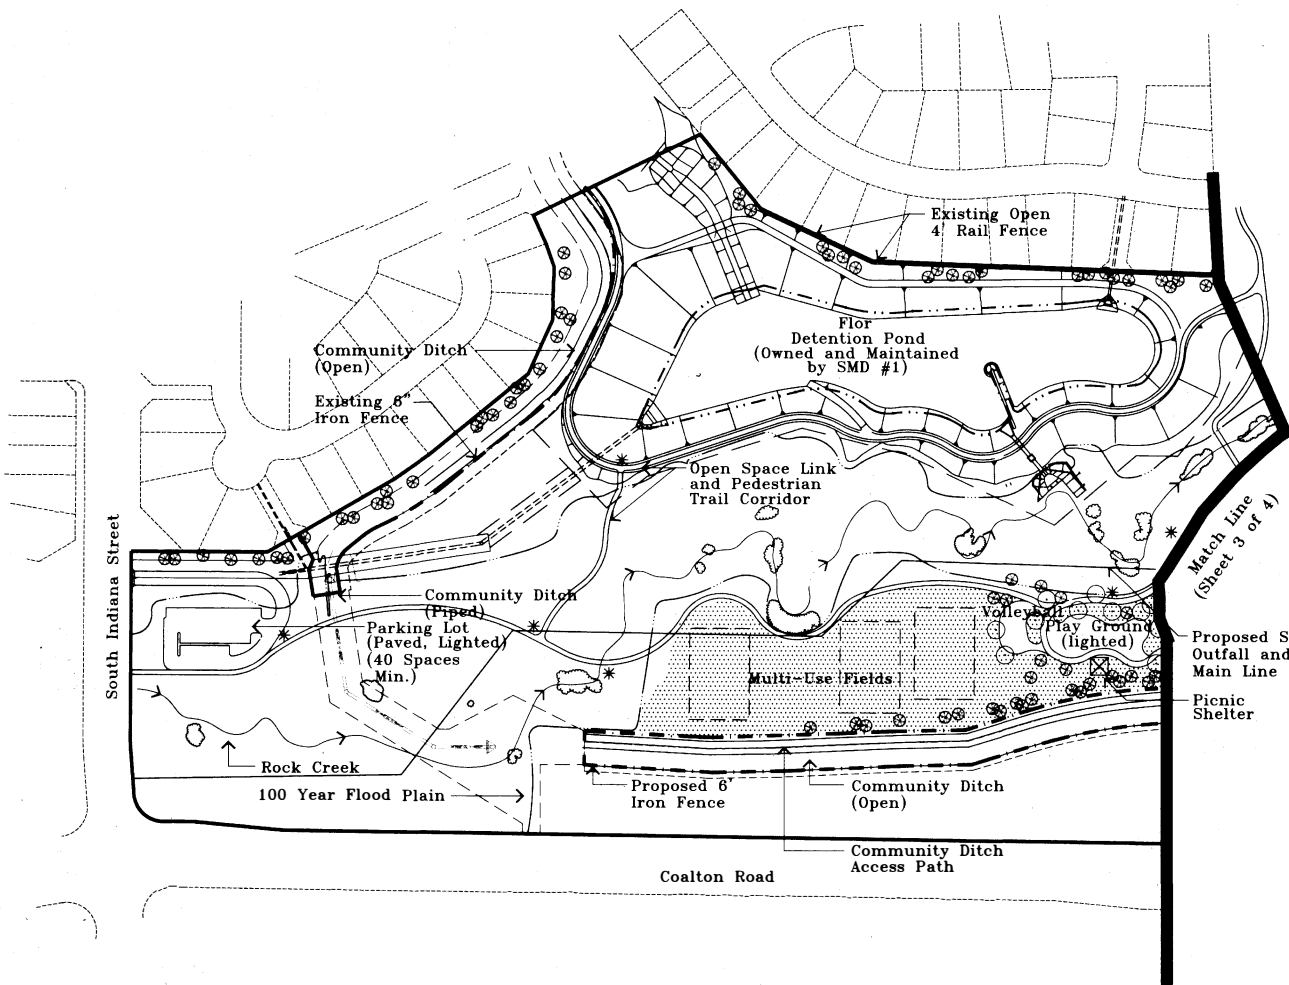 Existing Open
4' Rail Fence
Flor
Detention Pond
(Owned and Maintained
by SMD #1)
Community Ditch
(Open)
Existing 6"
Iron Fence
Open Space Link
and Pedestrian
Trail Corridor
Match Line
(Sheet 3 of 4)
South Indiana Street
Community Ditch
(Piped)
Parking Lot
(Paved, Lighted)
(40 Spaces
Min.)
Volleyball
Play Ground
(lighted)
Proposed S
Outfall and
Main Line
Multi-Use Fields
Picnic
Shelter
Rock Creek
100 Year Flood Plain
Proposed 6'
Iron Fence
Community Ditch
(Open)
Community Ditch
Access Path
Coalton Road